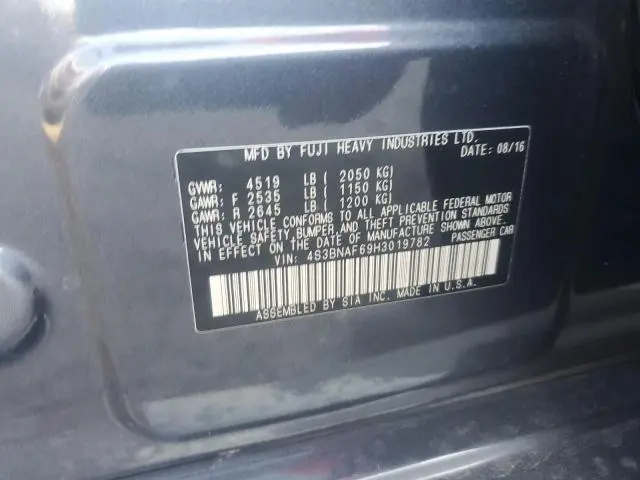 MFD BY FUJI HEAVY INDUSTRIES LTD.
DATE: 08/16
GVWR: 4519 LB ( 2050 KG)
GAWR: F 2535 LB ( 1150 KG)
GAWR: R 2645 LB ( 1200 KG)
THIS VEHICLE CONFORMS TO ALL APPLICABLE FEDERAL MOTOR
VEHICLE SAFETY, BUMPER, AND THEFT PREVENTION STANDARDS
IN EFFECT ON THE DATE OF MANUFACTURE SHOWN ABOVE.
VIN: 4S3BNAF69H3019782 PASSENGER CAR
ASSEMBLED BY SIA INC. MADE IN U.S.A.